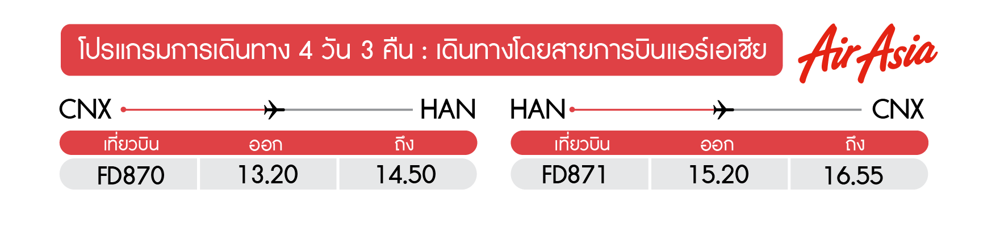 โปรแกรมการเดินทาง 4 วัน 3 คืน : เดินทางโดยสายการบินแอร์เอเชีย
AirAsia
CNX HAN
เที่ยวบิน ออก ถึง
FD870 13.20 14.50
HAN CNX
เที่ยวบิน ออก ถึง
FD871 15.20 16.55